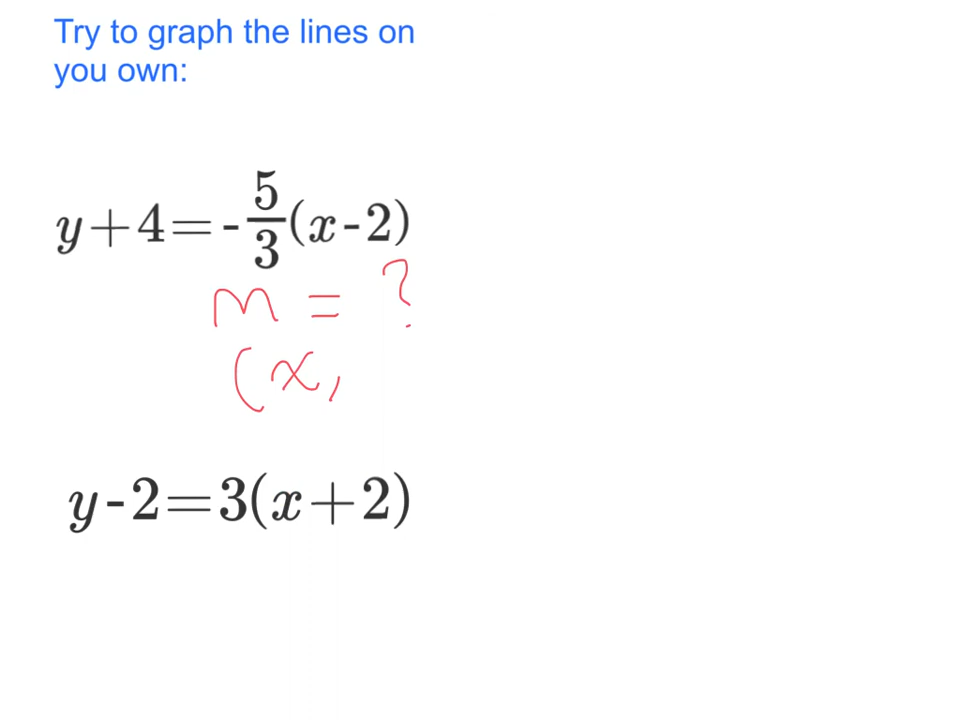 Try to graph the lines on
you own:
y+4=-5/3(x-2)
m = ?
(x,
y-2=3(x+2)